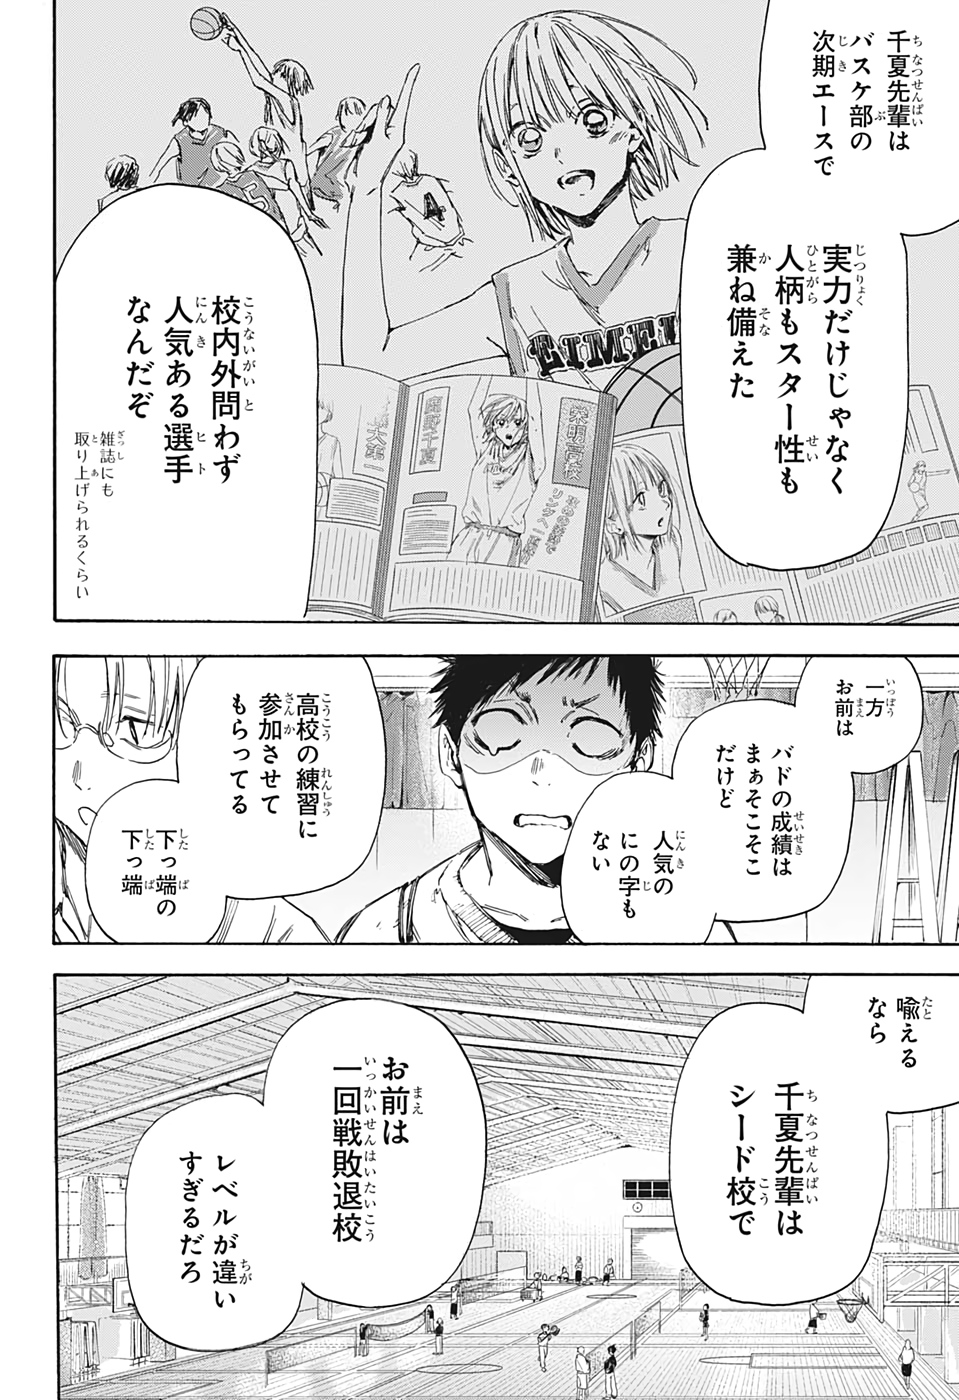 千夏先輩は
バスケ部の
次期エースで
実力だけじゃなく
人柄もスター性も
兼ね備えた
4
EIMEI
校内外問わず
人気ある選手
なんだぞ
雑誌にも
取り上げられるくらい
栄明高校
鹿野千夏
一方
お前は
バドの成績は
まぁそこそこ
だけど
人気の
にの字も
ない
高校の練習に
参加させて
もらってる
下っ端の
下っ端
喩える
なら
千夏先輩は
シード校で
お前は
一回戦敗退校
レベルが違い
すぎるだろ